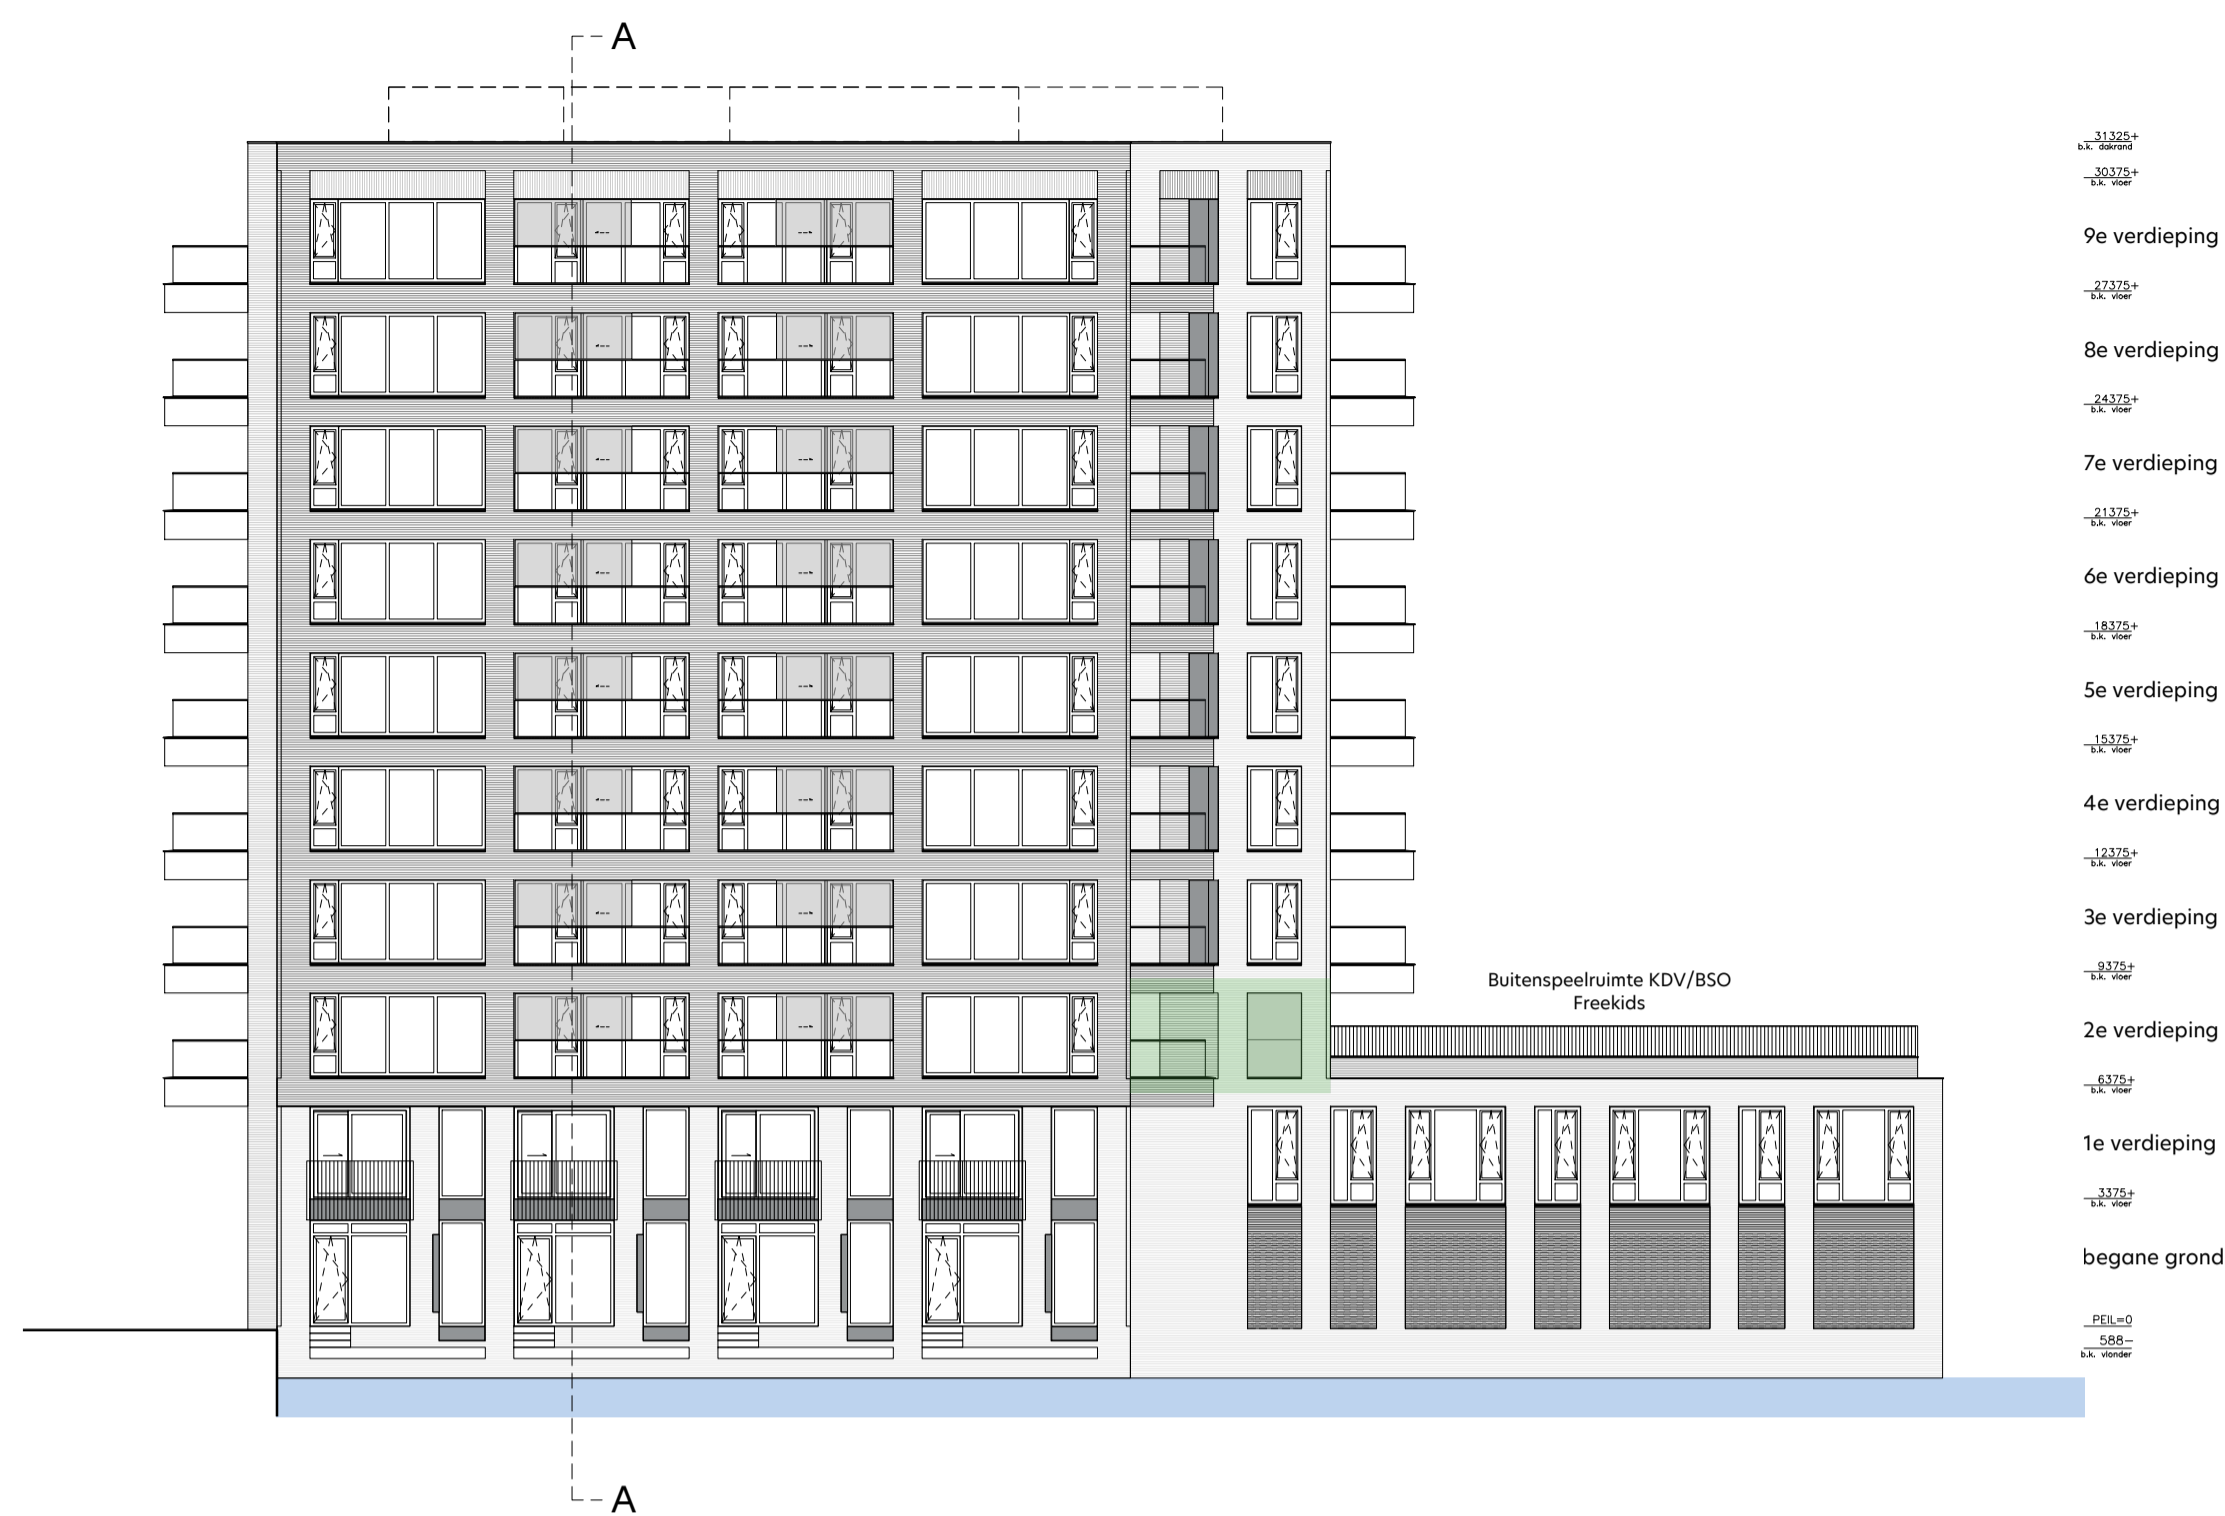 A
31325+
b.k. dakrand
30375+
b.k. vloer
9e verdieping
27375+
b.k. vloer
8e verdieping
24375+
b.k. vloer
7e verdieping
21375+
b.k. vloer
6e verdieping
18375+
b.k. vloer
5e verdieping
15375+
b.k. vloer
4e verdieping
12375+
b.k. vloer
3e verdieping
9375+
b.k. vloer
Buitenspeelruimte KDV/BSO
Freekids
2e verdieping
6375+
b.k. vloer
1e verdieping
3375+
b.k. vloer
begane grond
PEIL=0
588-
b.k. vlonder
A